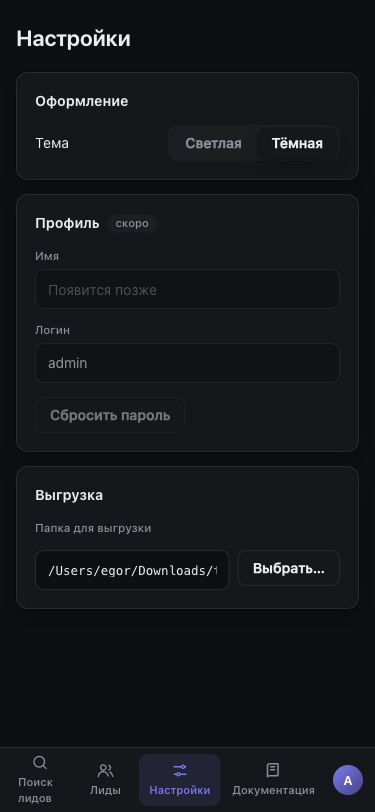 Настройки
Оформление
Тема
Светлая
Тёмная
Профиль
скоро
Имя
Появится позже
Логин
admin
Сбросить пароль
Выгрузка
Папка для выгрузки
/Users/egor/Downloads/
Выбрать...
Поиск
лидов
Лиды
Настройки
Документация
A